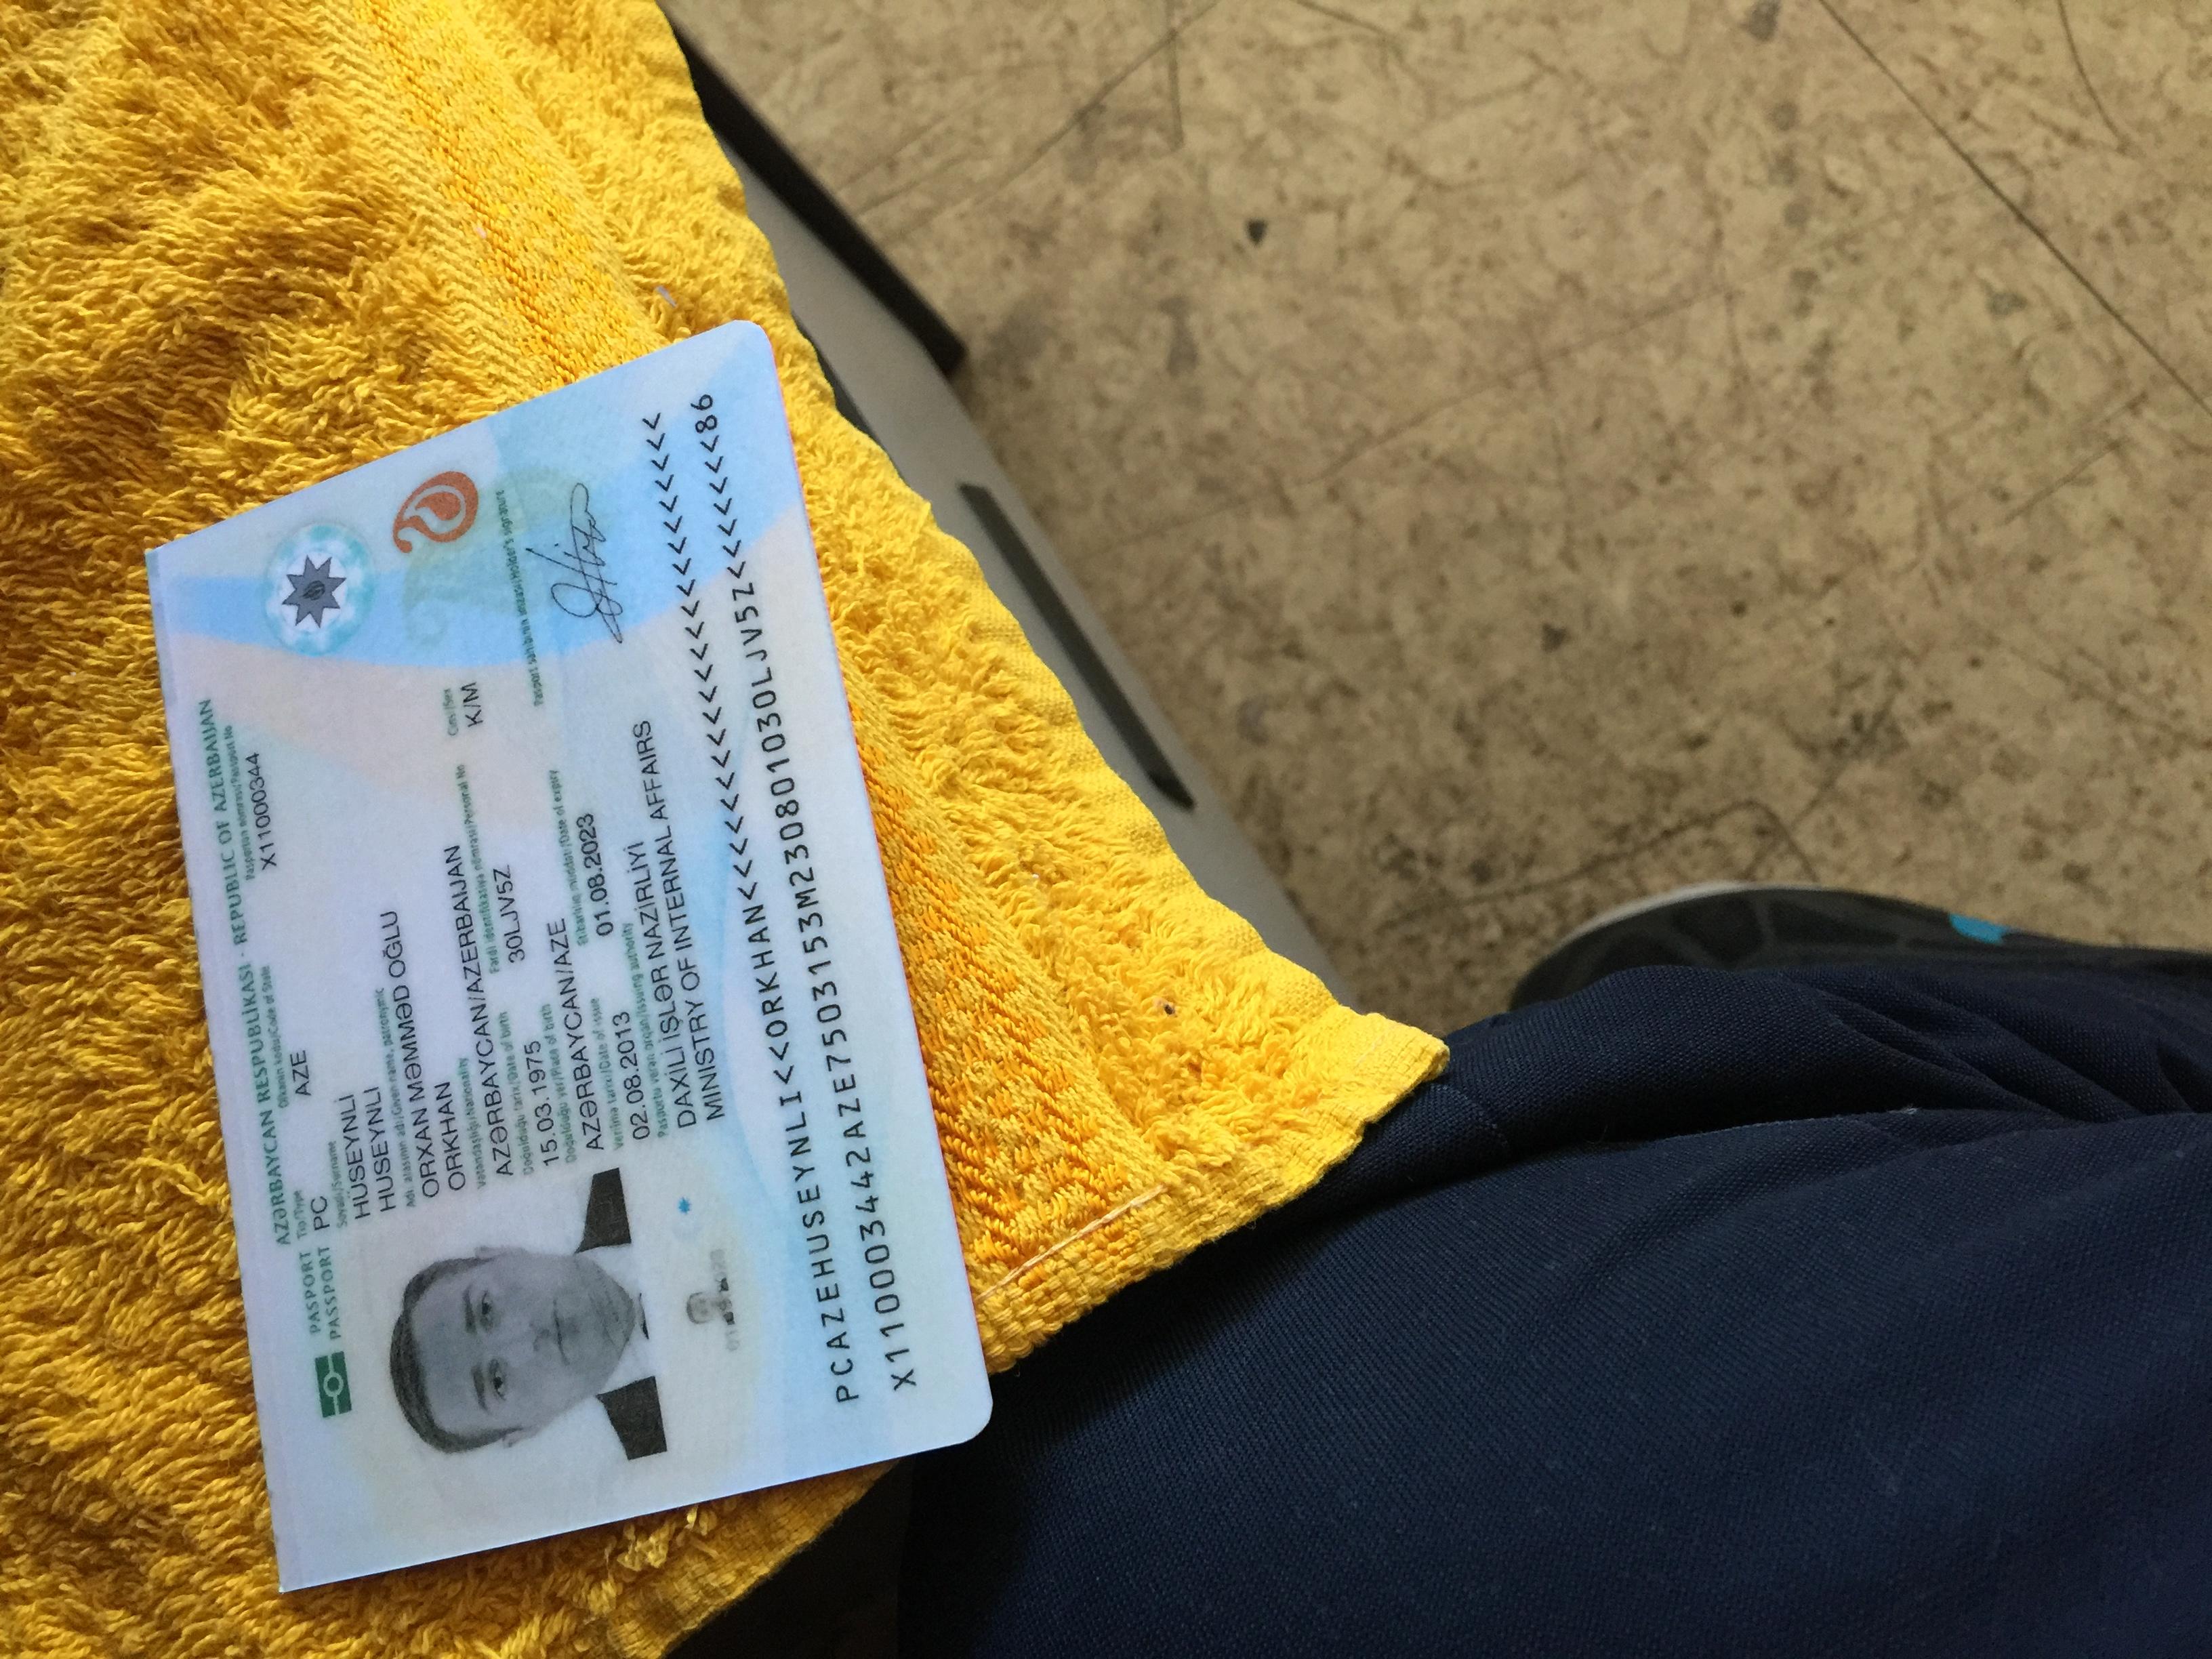 AZƏRBAYCAN RESPUBLİKASI · REPUBLIC OF AZERBAIJAN
PASPORT
PASSPORT
Tip/Type
Ölkənin kodu/Code of State
Pasportun nömrəsi/Passport No
PC
AZE
X11000344
Soyadı/Surname
HÜSEYNLİ
HUSEYNLI
Adı, atasının adı/Given name, patronymic
ORXAN MƏMMƏD OĞLU
ORKHAN
Vətəndaşlığı/Nationality
AZƏRBAYCAN/AZERBAIJAN
Doğulduğu tarix/Date of birth
Fərdi identifikasiya nömrəsi/Personal No
Cinsi/Sex
15.03.1975
30LJV5Z
K/M
Doğulduğu yer/Place of birth
AZƏRBAYCAN/AZE
Verilmə tarixi/Date of issue
Etibarlılıq müddəti/Date of expiry
Pasport sahibinin imzası/Holder's signature
02.08.2013
01.08.2023
Pasportu verən orqan/Issuing authority
DAXİLİ İŞLƏR NAZİRLİYİ
MINISTRY OF INTERNAL AFFAIRS
PCAZEHUSEYNLI<<ORKHAN<<<<<<<<<<<<<<<<<<<<<<<
X110003442AZE7503153M230801030LJV5Z<<<<<<<86